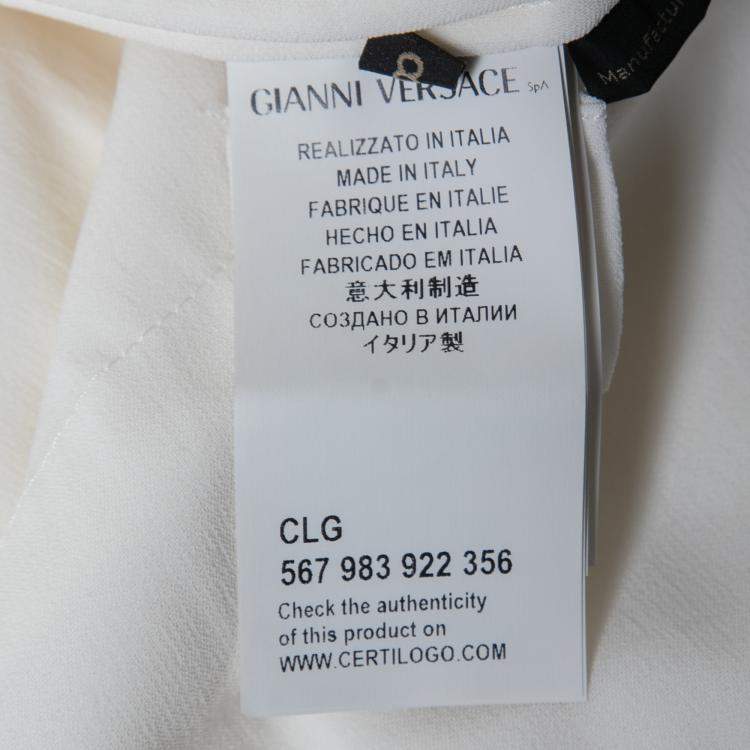 GIANNI VERSACE SpA
Manufactur
REALIZZATO IN ITALIA
MADE IN ITALY
FABRIQUE EN ITALIE
HECHO EN ITALIA
FABRICADO EM ITALIA
意大利制造
СОЗДАНО В ИТАЛИИ
イタリア製
CLG
567 983 922 356
Check the authenticity
of this product on
WWW.CERTILOGO.COM